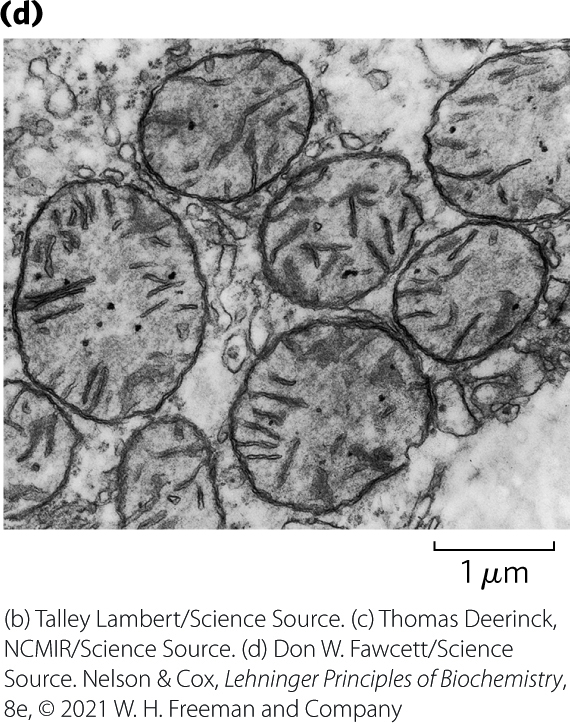 (d)
1 μm
(b) Talley Lambert/Science Source. (c) Thomas Deerinck,
NCMIR/Science Source. (d) Don W. Fawcett/Science
Source. Nelson & Cox, Lehninger Principles of Biochemistry,
8e, © 2021 W. H. Freeman and Company